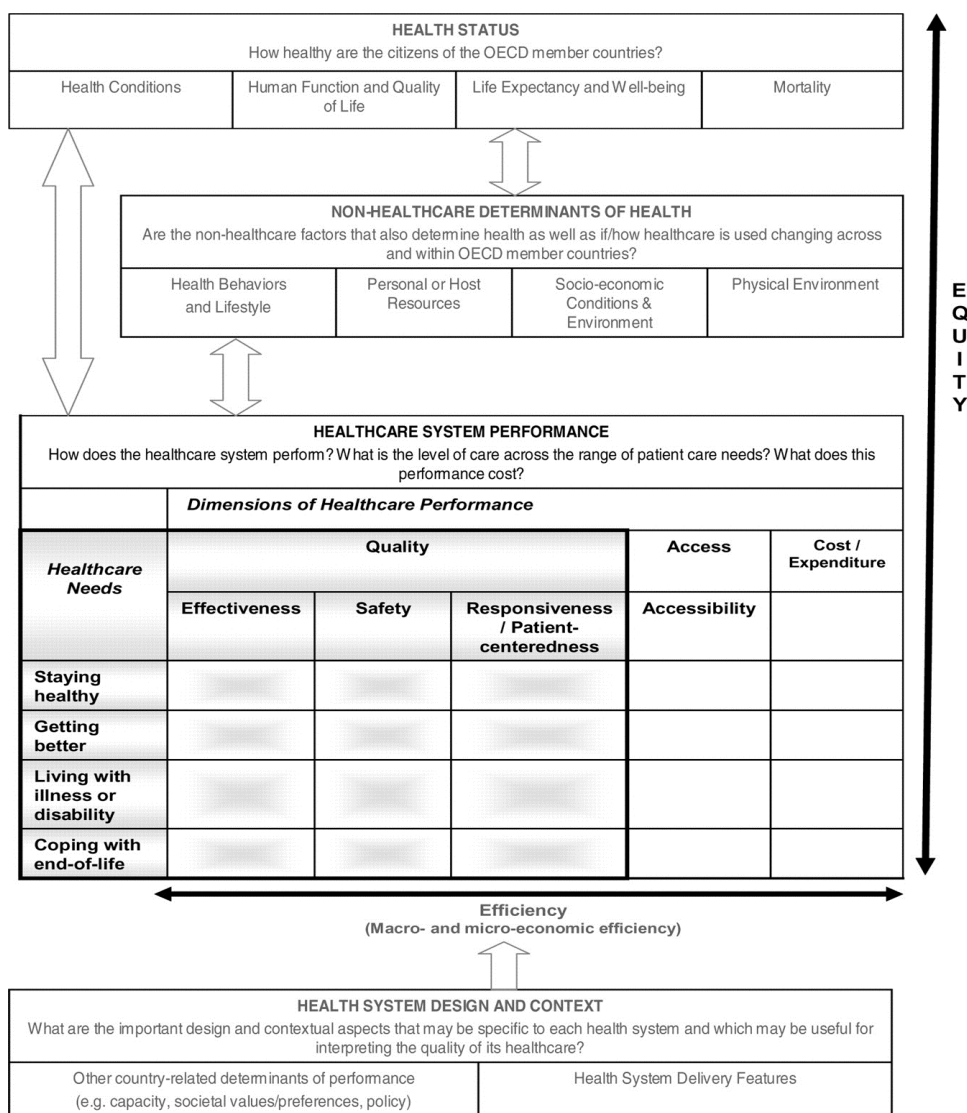 HEALTH STATUS
How healthy are the citizens of the OECD member countries?
Health Conditions
Human Function and Quality
of Life
Life Expectancy and Well-being
Mortality
NON-HEALTHCARE DETERMINANTS OF HEALTH
Are the non-healthcare factors that also determine health as well as if/how healthcare is used changing across
and within OECD member countries?
Health Behaviors
and Lifestyle
Personal or Host
Resources
Socio-economic
Conditions &
Environment
Physical Environment
E
Q
U
I
T
Y
HEALTHCARE SYSTEM PERFORMANCE
How does the healthcare system perform? What is the level of care across the range of patient care needs? What does this
performance cost?
Dimensions of Healthcare Performance
Healthcare
Needs
Quality
Access
Cost /
Expenditure
Effectiveness
Safety
Responsiveness
/ Patient-
centeredness
Accessibility
Staying
healthy
Getting
better
Living with
illness or
disability
Coping with
end-of-life
Efficiency
(Macro- and micro-economic efficiency)
HEALTH SYSTEM DESIGN AND CONTEXT
What are the important design and contextual aspects that may be specific to each health system and which may be useful for
interpreting the quality of its healthcare?
Other country-related determinants of performance
(e.g. capacity, societal values/preferences, policy)
Health System Delivery Features